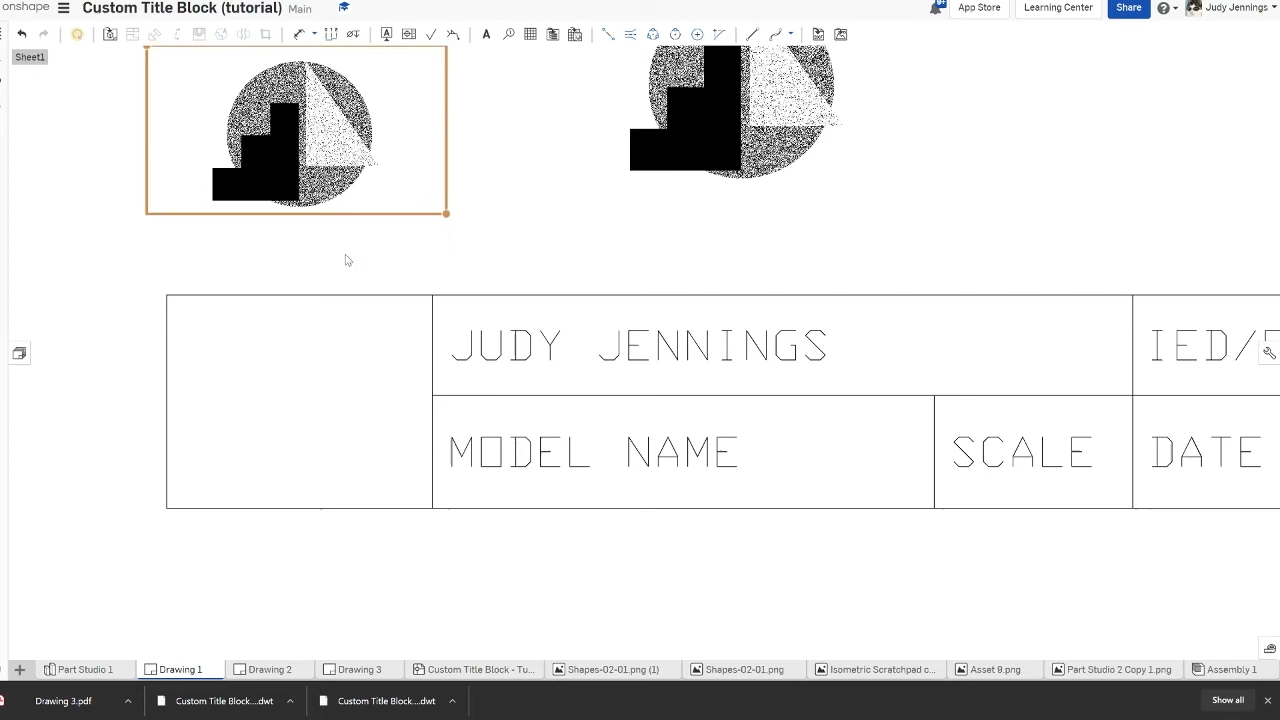 onshape Custom Title Block (tutorial) Main App Store Learning Center Share Judy Jennings
Sheet1
JUDY JENNINGS IED/
MODEL NAME SCALE DATE
Part Studio 1 Drawing 1 Drawing 2 Drawing 3 Custom Title Block - Tu... Shapes-02-01.png (1) Shapes-02-01.png Isometric Scratchpad c... Asset 9.png Part Studio 2 Copy 1.png Assembly 1
Drawing 3.pdf Custom Title Block....dwt Custom Title Block....dwt Show all